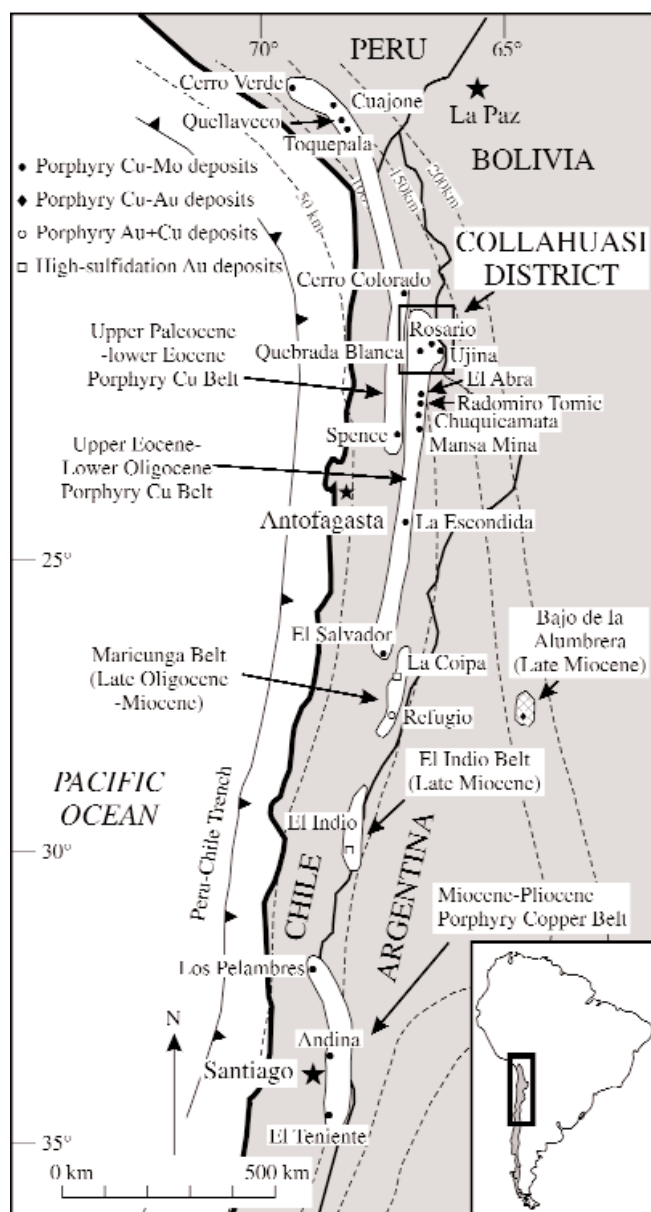 70°
65°
PERU
Cerro Verde
Cuajone
Quellaveco
Toquepala
La Paz
BOLIVIA
Porphyry Cu-Mo deposits
Porphyry Cu-Au deposits
Porphyry Au+Cu deposits
High-sulfidation Au deposits
50 km
100
150km
200km
COLLAHUASI
DISTRICT
Cerro Colorado
Rosario
Upper Paleocene
-lower Eocene
Porphyry Cu Belt
Quebrada Blanca
Ujina
El Abra
Radomiro Tomic
Chuquicamata
Spence
Mansa Mina
Upper Eocene-
Lower Oligocene
Porphyry Cu Belt
Antofagasta
La Escondida
25°
El Salvador
Bajo de la
Alumbrera
(Late Miocene)
Maricunga Belt
(Late Oligocene
-Miocene)
La Coipa
Refugio
El Indio Belt
(Late Miocene)
PACIFIC
OCEAN
Peru-Chile Trench
El Indio
30°
CHILE
ARGENTINA
Miocene-Pliocene
Porphyry Copper Belt
Los Pelambres
N
Andina
Santiago
El Teniente
35°
0 km
500 km